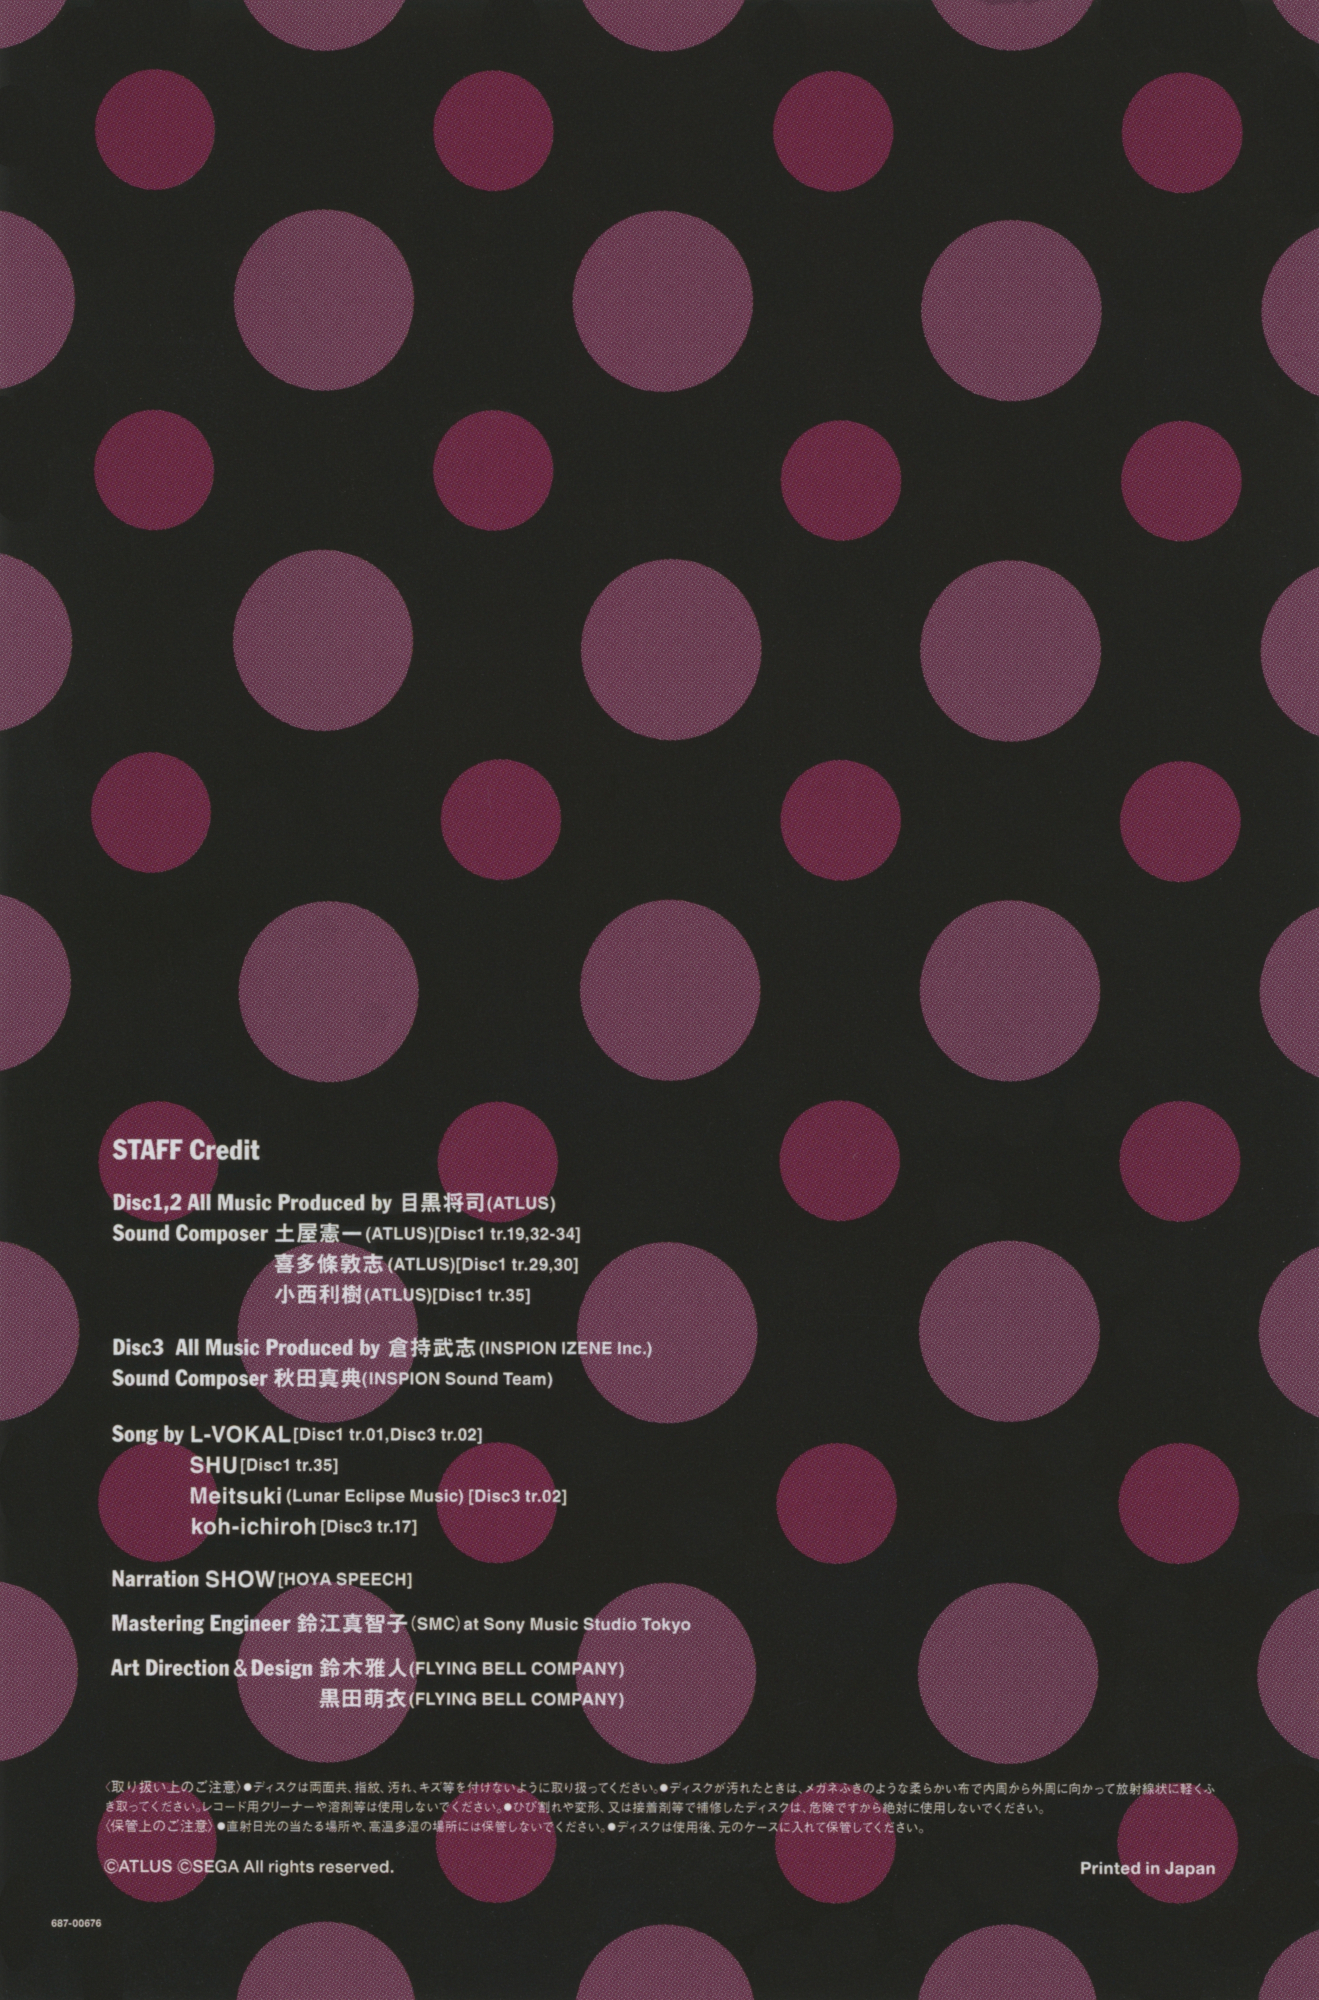 STAFF Credit
Disc1,2 All Music Produced by 目黒将司(ATLUS)
Sound Composer 土屋憲一(ATLUS)[Disc1 tr.19,32-34]
喜多條敦志(ATLUS)[Disc1 tr.29,30]
小西利樹(ATLUS)[Disc1 tr.35]
Disc3 All Music Produced by 倉持武志(INSPION IZENE Inc.)
Sound Composer 秋田真典(INSPION Sound Team)
Song by L-VOKAL[Disc1 tr.01,Disc3 tr.02]
SHU[Disc1 tr.35]
Meitsuki(Lunar Eclipse Music) [Disc3 tr.02]
koh-ichiroh[Disc3 tr.17]
Narration SHOW[HOYA SPEECH]
Mastering Engineer 鈴江真智子(SMC)at Sony Music Studio Tokyo
Art Direction&Design 鈴木雅人(FLYING BELL COMPANY)
黒田萌衣(FLYING BELL COMPANY)
〈取り扱い上のご注意〉●ディスクは両面共、指紋、汚れ、キズ等を付けないように取り扱ってください。●ディスクが汚れたときは、メガネふきのような柔らかい布で内周から外周に向かって放射線状に軽くふ
き取ってください。レコード用クリーナーや溶剤等は使用しないでください。●ひび割れや変形、又は接着剤等で補修したディスクは、危険ですから絶対に使用しないでください。
〈保管上のご注意〉●直射日光の当たる場所や、高温多湿の場所には保管しないでください。●ディスクは使用後、元のケースに入れて保管してください。
©ATLUS ©SEGA All rights reserved.
Printed in Japan
687-00676